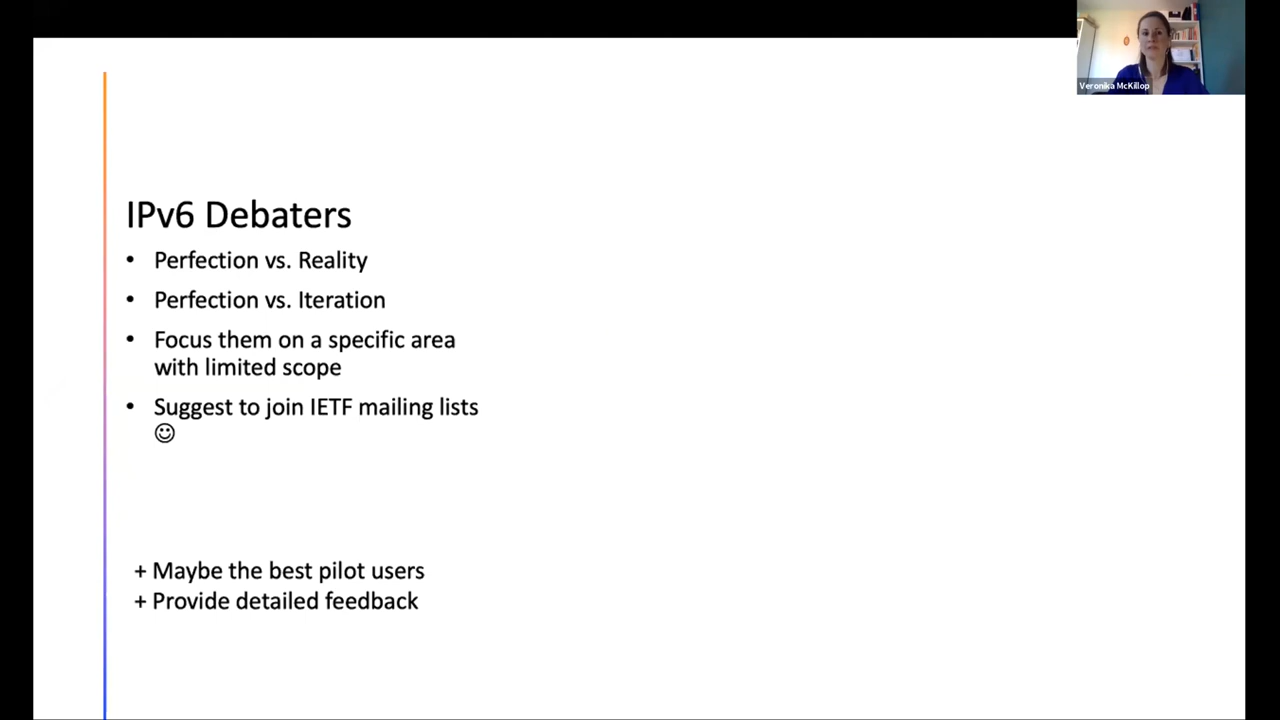 Veronika McKillop
IPv6 Debaters
• Perfection vs. Reality
• Perfection vs. Iteration
• Focus them on a specific area
with limited scope
• Suggest to join IETF mailing lists
☺
+ Maybe the best pilot users
+ Provide detailed feedback